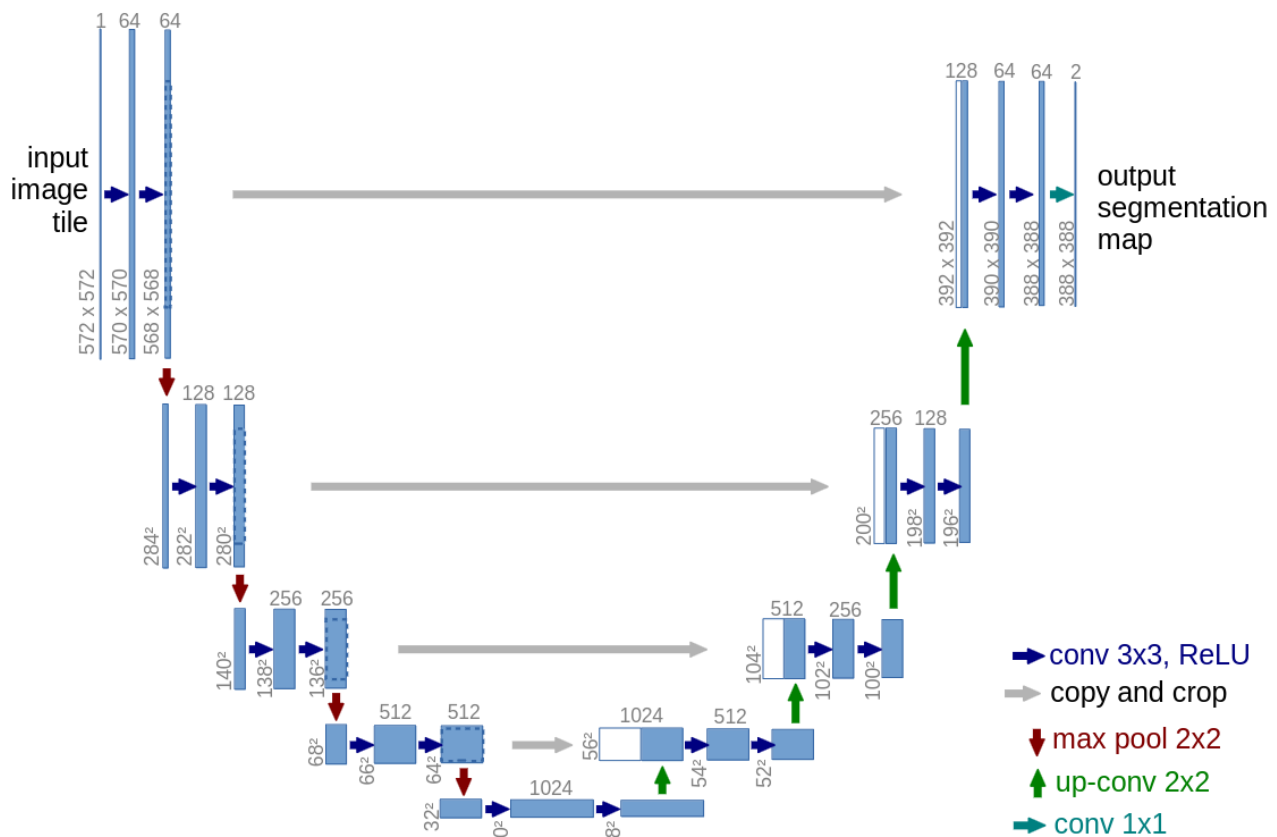 1 64 64
input
image
tile
572 x 572
570 x 570
568 x 568
128 64 64 2
output
segmentation
map
392 x 392
390 x 390
388 x 388
388 x 388
128 128
284²
282²
280²
256 128
200²
198²
196²
256 256
140²
138²
136²
512 256
104²
102²
100²
512 512
68²
66²
64²
1024 512
56²
54²
52²
1024
32²
0²
8²
conv 3x3, ReLU
copy and crop
max pool 2x2
up-conv 2x2
conv 1x1